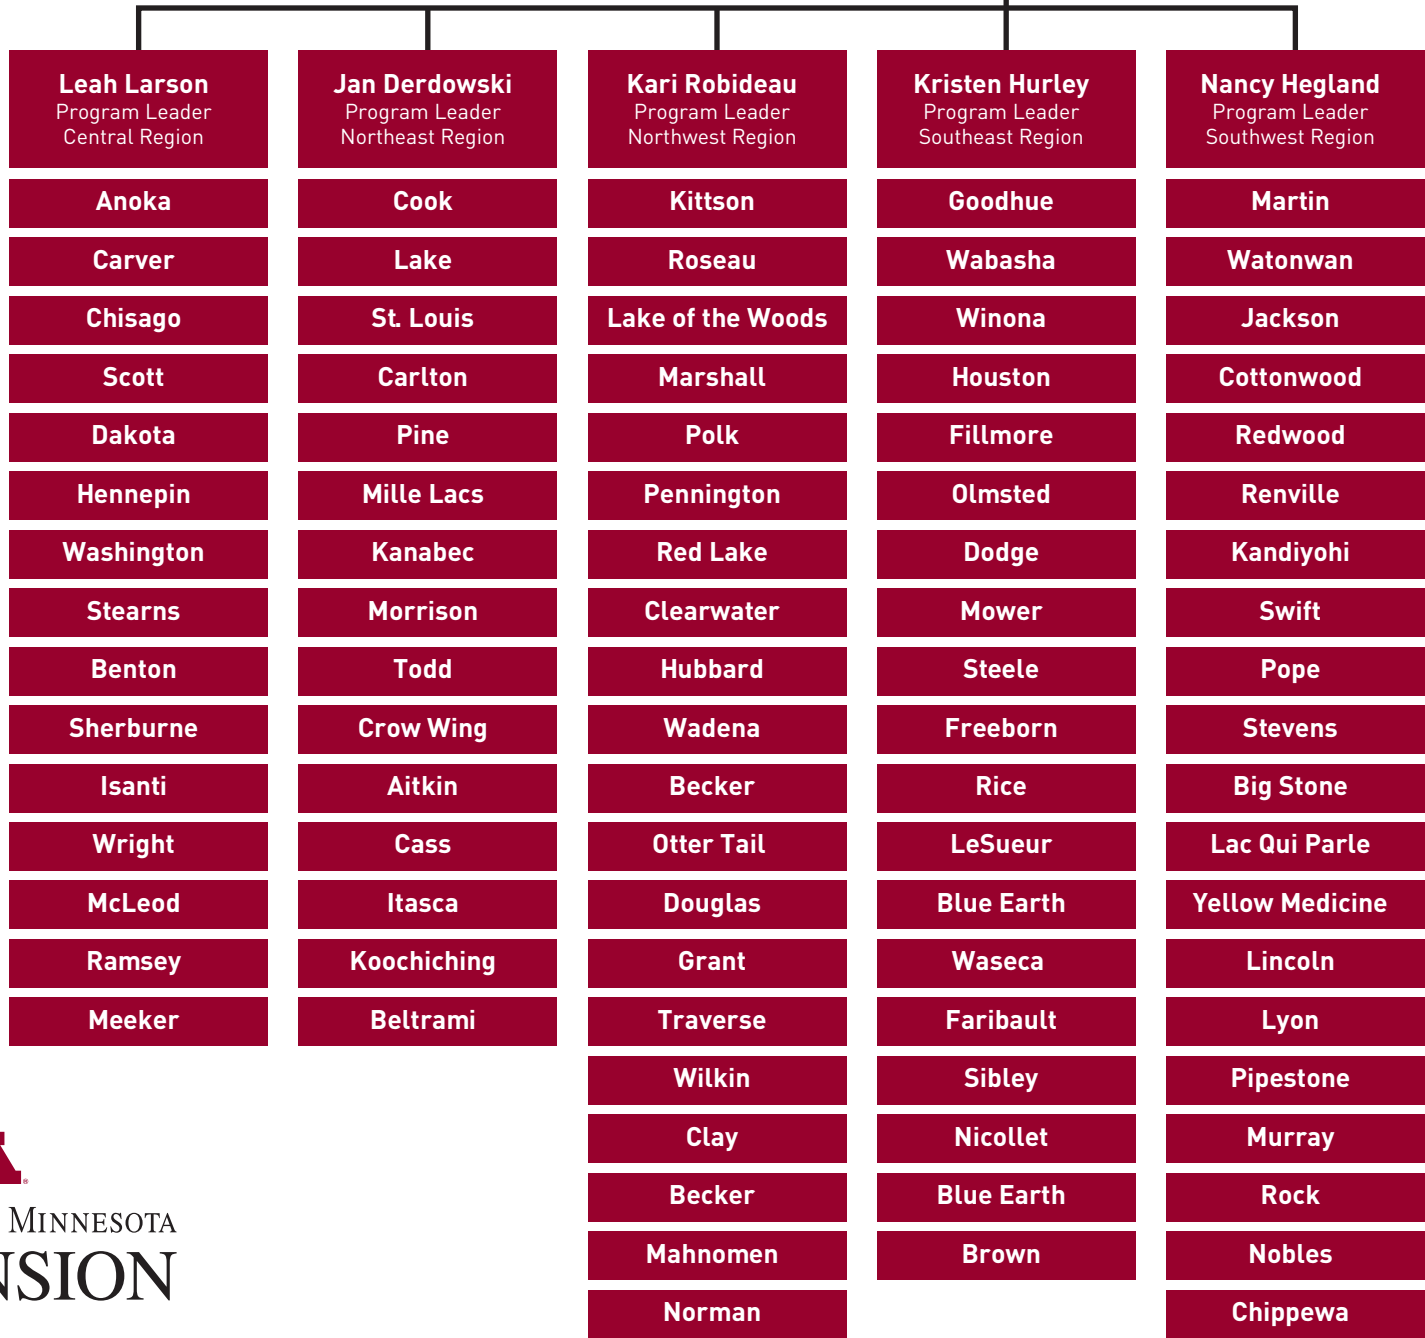 Leah Larson
Program Leader
Central Region
Anoka
Carver
Chisago
Scott
Dakota
Hennepin
Washington
Stearns
Benton
Sherburne
Isanti
Wright
McLeod
Ramsey
Meeker
Jan Derdowski
Program Leader
Northeast Region
Cook
Lake
St. Louis
Carlton
Pine
Mille Lacs
Kanabec
Morrison
Todd
Crow Wing
Aitkin
Cass
Itasca
Koochiching
Beltrami
Kari Robideau
Program Leader
Northwest Region
Kittson
Roseau
Lake of the Woods
Marshall
Polk
Pennington
Red Lake
Clearwater
Hubbard
Wadena
Becker
Otter Tail
Douglas
Grant
Traverse
Wilkin
Clay
Becker
Mahnomen
Norman
Kristen Hurley
Program Leader
Southeast Region
Goodhue
Wabasha
Winona
Houston
Fillmore
Olmsted
Dodge
Mower
Steele
Freeborn
Rice
LeSueur
Blue Earth
Waseca
Faribault
Sibley
Nicollet
Blue Earth
Brown
Nancy Hegland
Program Leader
Southwest Region
Martin
Watonwan
Jackson
Cottonwood
Redwood
Renville
Kandiyohi
Swift
Pope
Stevens
Big Stone
Lac Qui Parle
Yellow Medicine
Lincoln
Lyon
Pipestone
Murray
Rock
Nobles
Chippewa
®
MINNESOTA
NSION